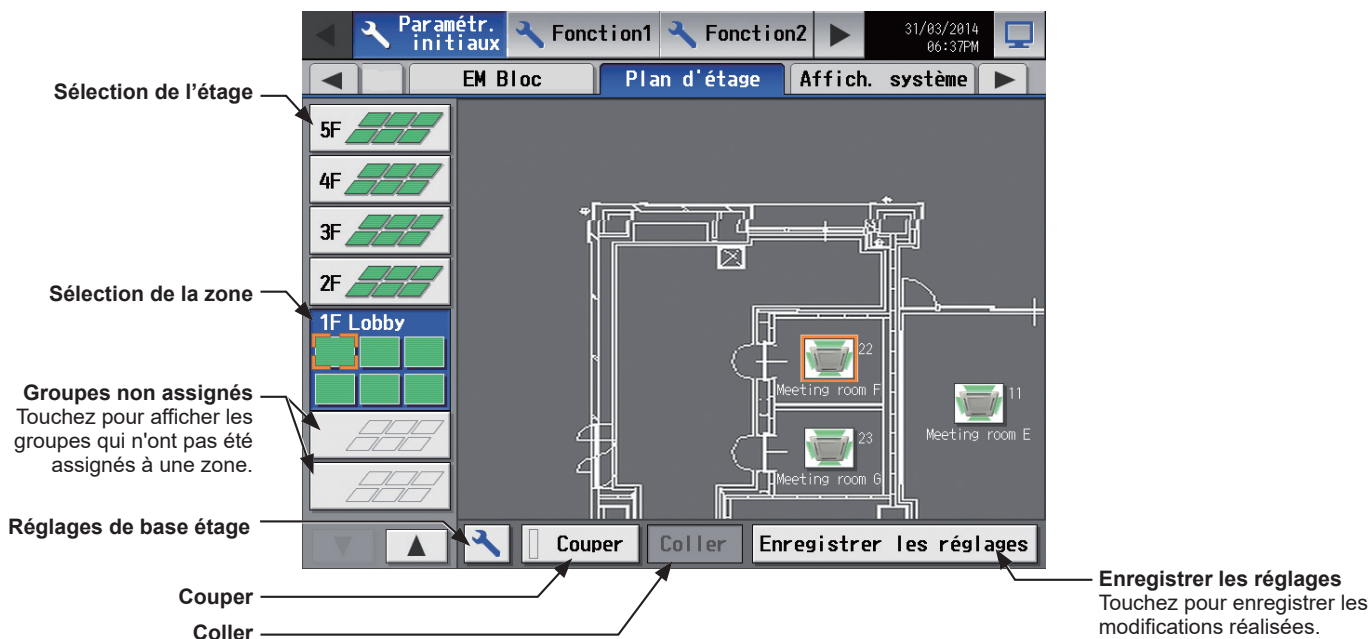 Paramétr. initiaux
Fonction1
Fonction2
31/03/2014
06:37PM
EM Bloc
Plan d'étage
Affich. système
Sélection de l'étage
5F
4F
3F
2F
Sélection de la zone
1F Lobby
22
Meeting room F
11
Meeting room E
23
Meeting room G
Groupes non assignés
Touchez pour afficher les
groupes qui n'ont pas été
assignés à une zone.
Réglages de base étage
Couper
Coller
Enregistrer les réglages
Couper
Coller
Enregistrer les réglages
Touchez pour enregistrer les
modifications réalisées.